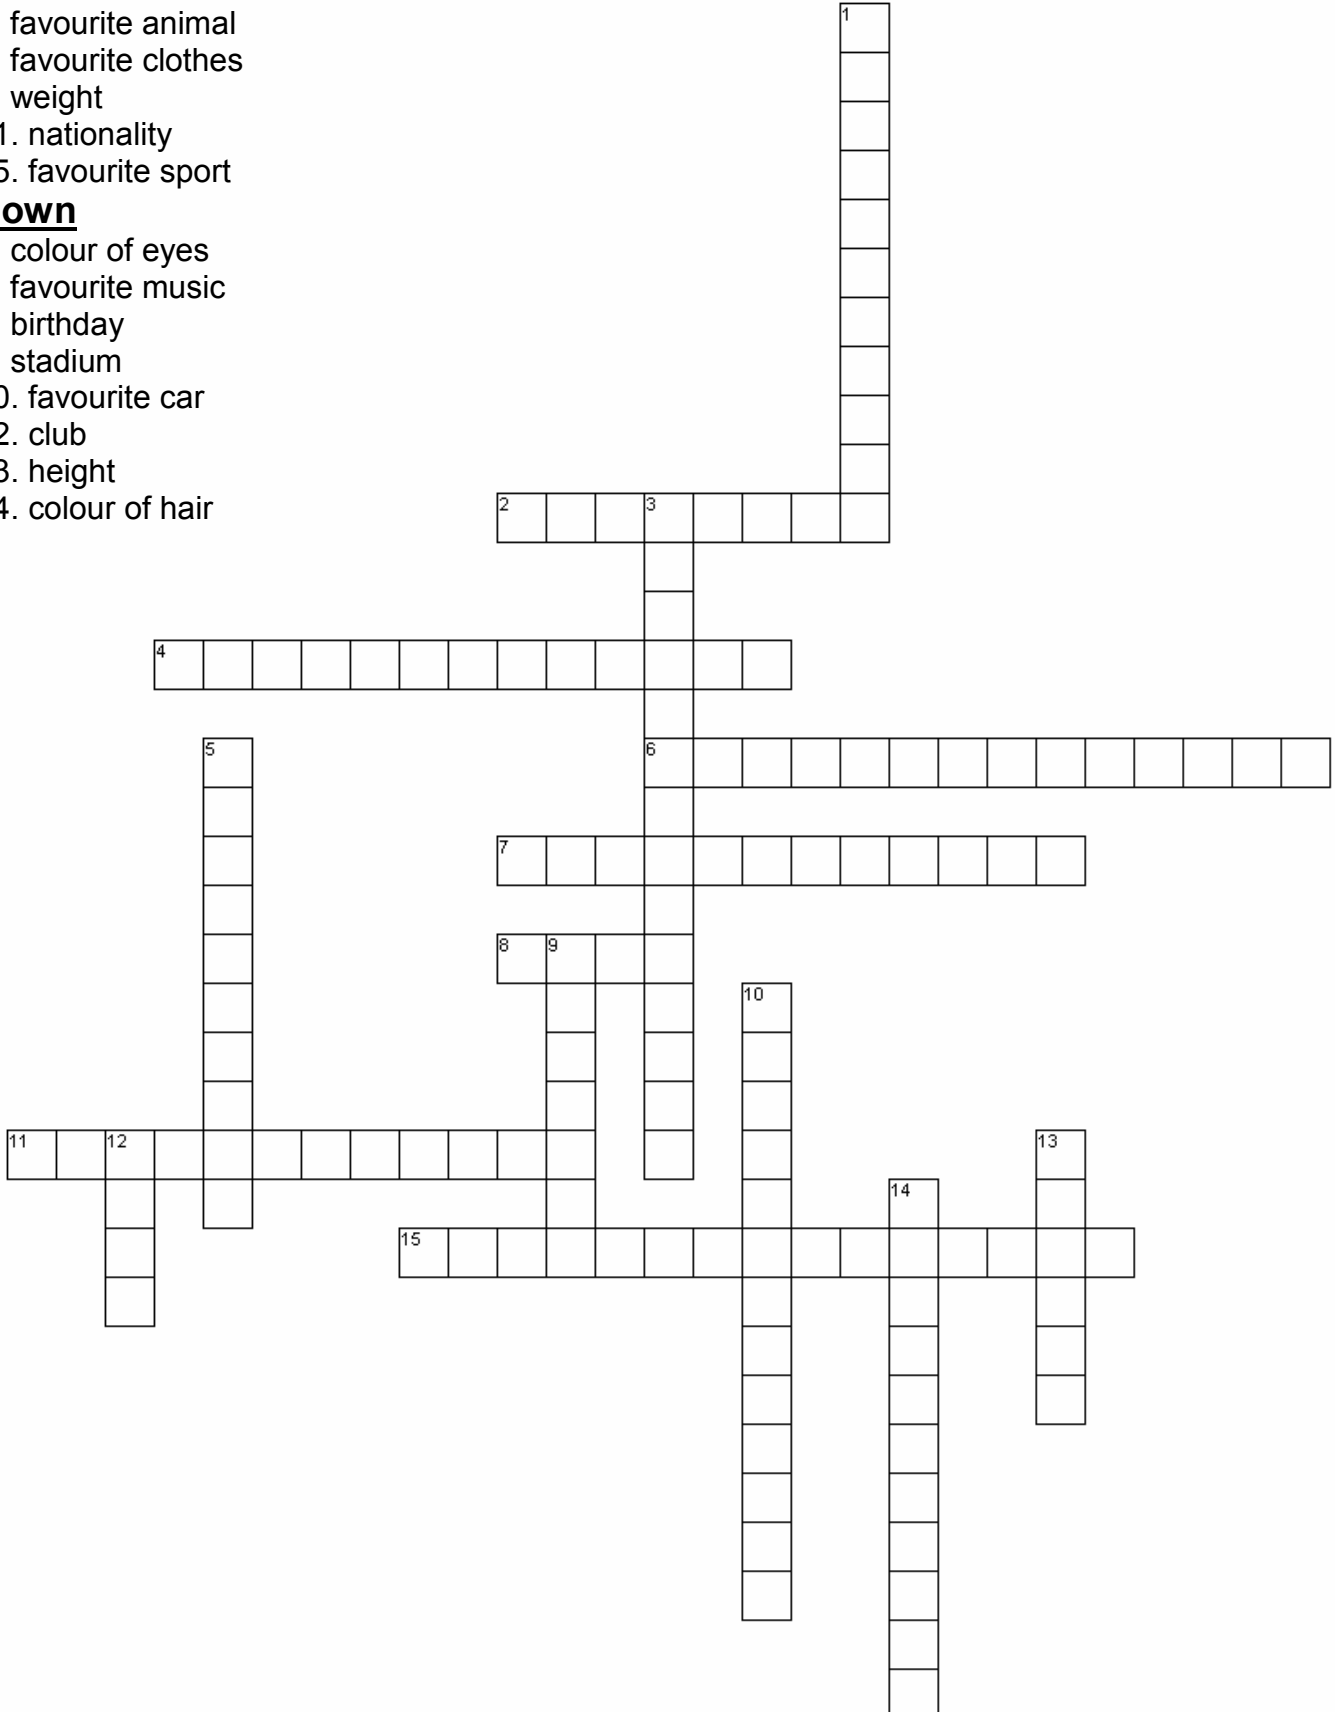 favourite animal
favourite clothes
weight
1. nationality
5. favourite sport
own
colour of eyes
favourite music
birthday
stadium
0. favourite car
2. club
3. height
4. colour of hair
1
2 3
4
5 6
7
8 9
10
11 12 13
14
15